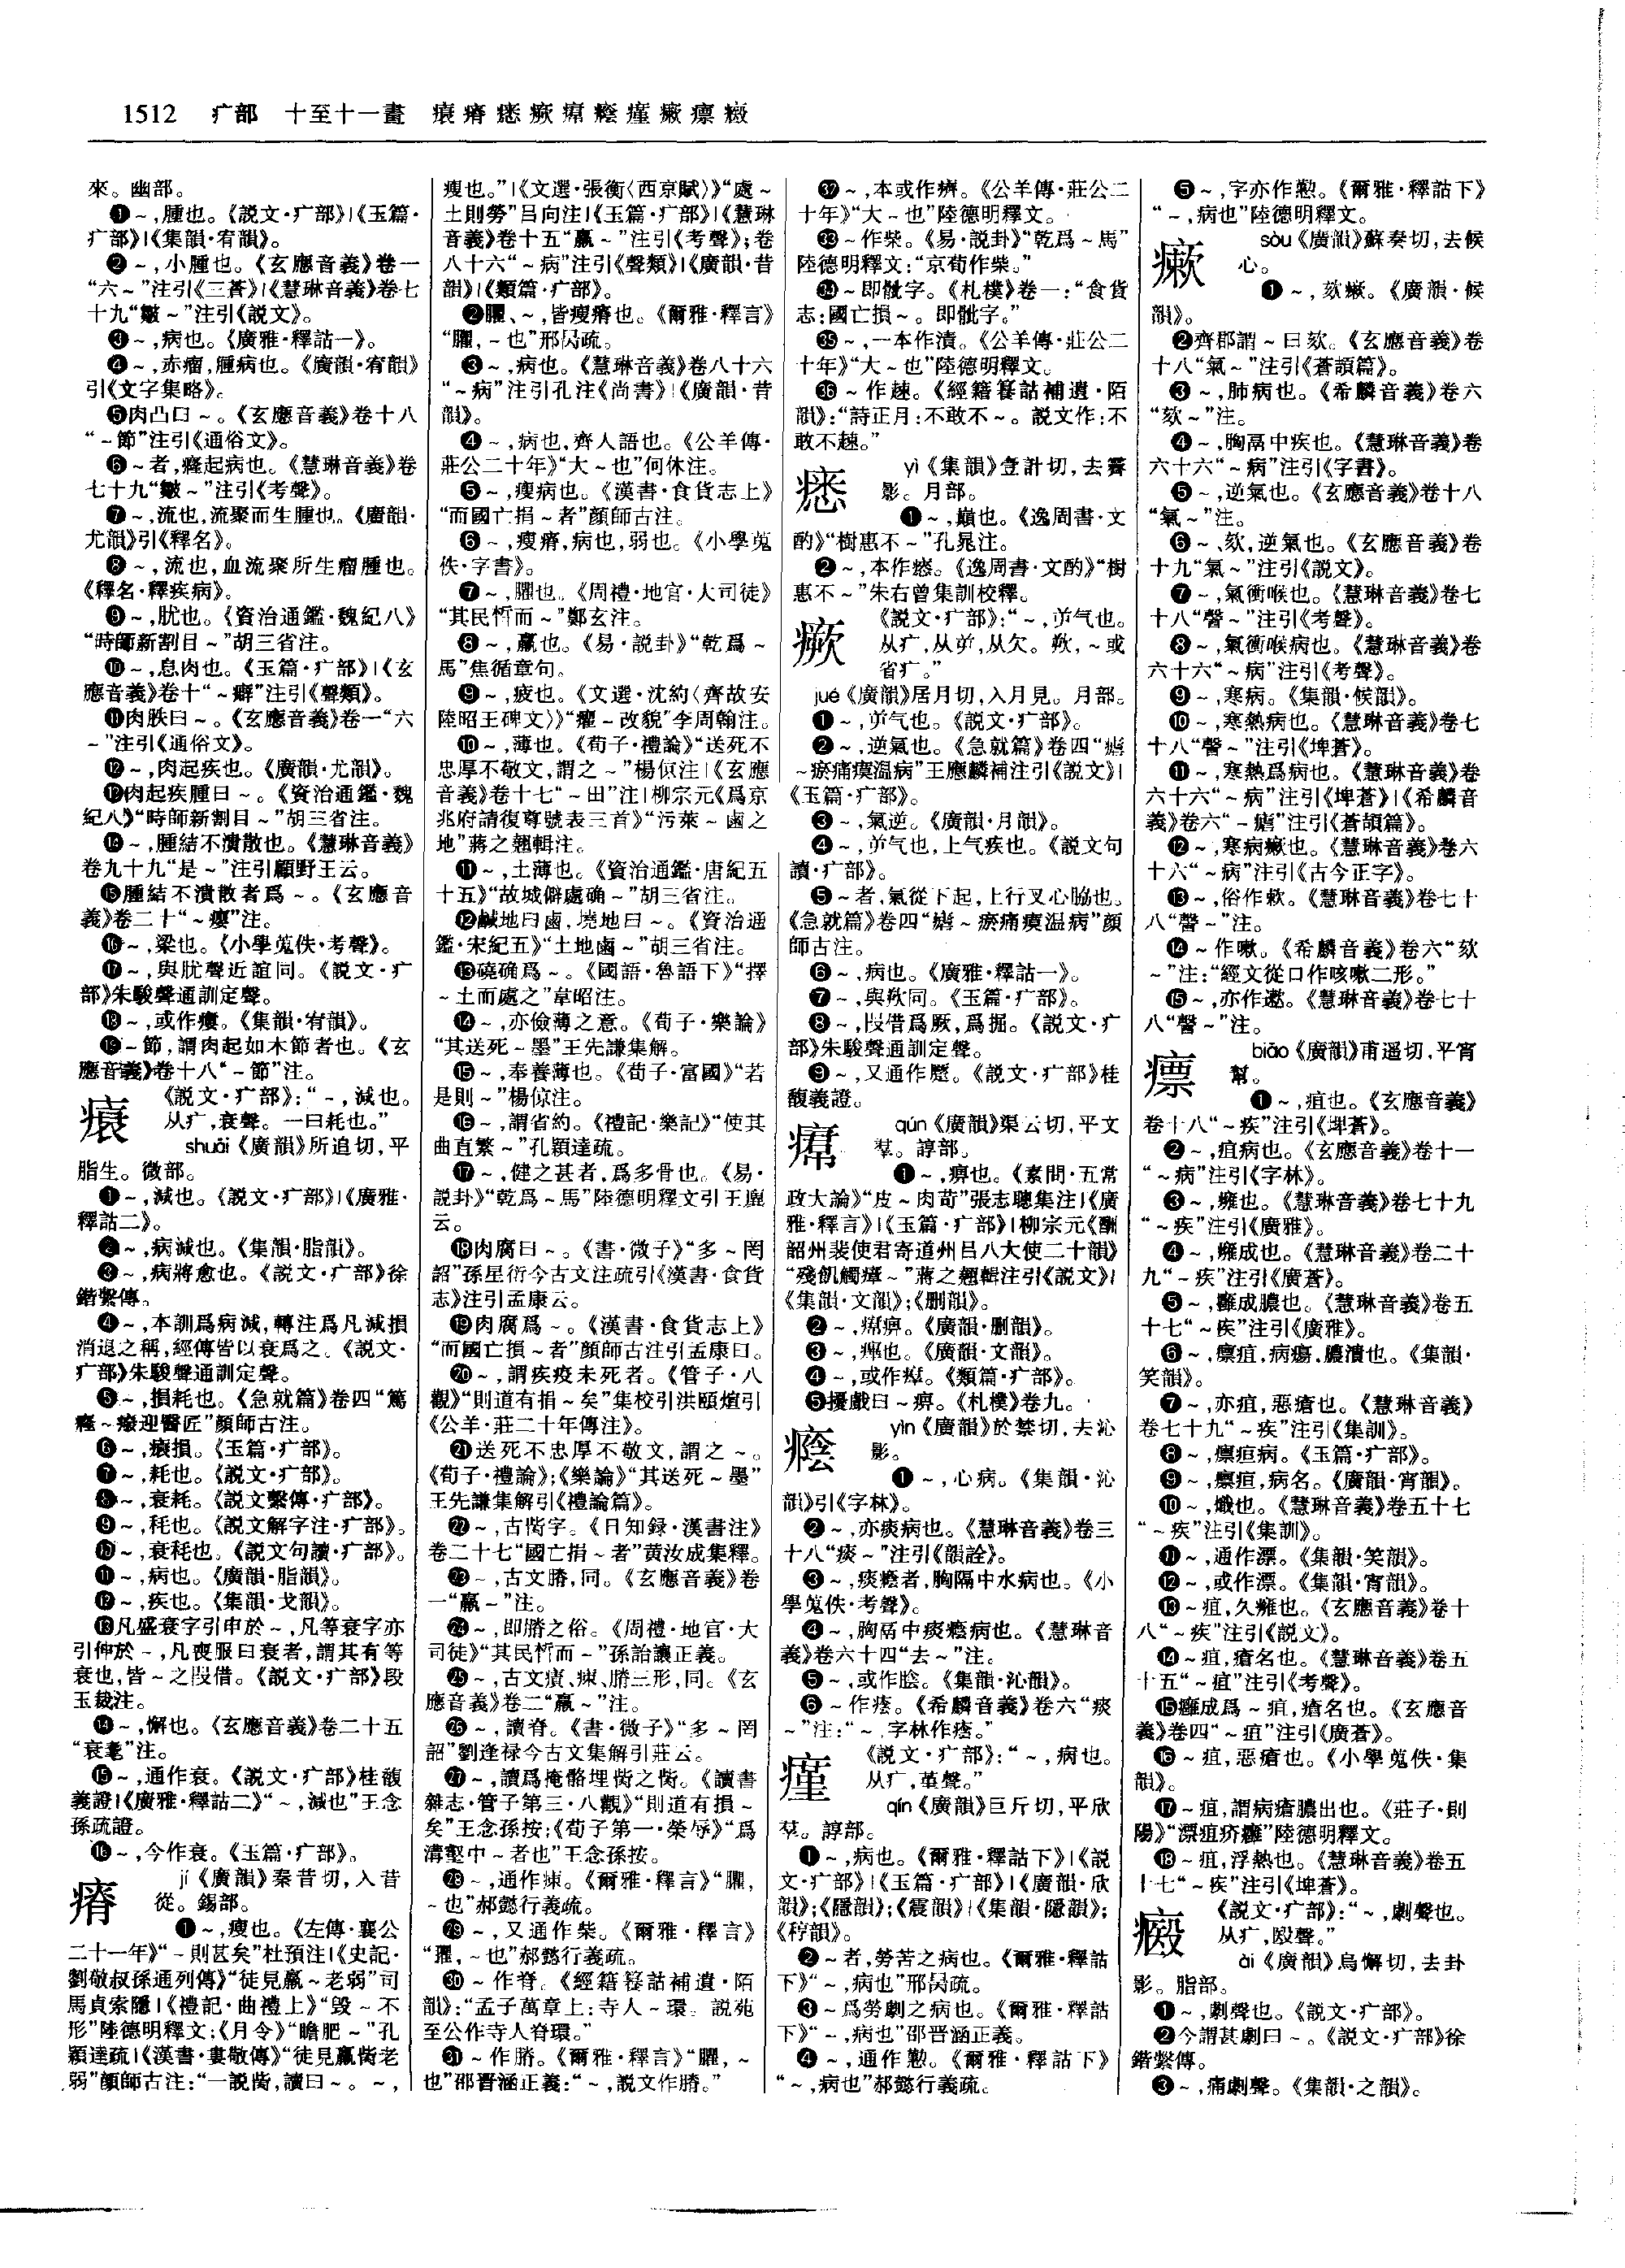 1512 疒部 十至十一畫 瘝瘠瘛瘚瘽癊瘽瘷瘭
來。幽部。
❶～,腫也。《説文·疒部》|《玉篇·
疒部》|《集韻·宥韻》。
❷～,小腫也。《玄應音義》卷一
“六～”注引《三蒼》|《慧琳音義》卷七
十九“皺～”注引《説文》。
❸～,病也。《廣雅·釋詁一》。
❹～,赤瘤,腫病也。《廣韻·宥韻》
引《文字集略》。
❺肉凸曰～。《玄應音義》卷十八
“～節”注引《通俗文》。
❻～者,癃起病也。《慧琳音義》卷
七十九“皺～”注引《考聲》。
❼～,流也,流聚而生腫也。《廣韻·
尤韻》引《釋名》。
❽～,流也,血流聚所生瘤腫也。
《釋名·釋疾病》。
❾～,肬也。《資治通鑑·魏紀八》
“時師新割目～”胡三省注。
❿～,息肉也。《玉篇·疒部》|《玄
應音義》卷十“～癖”注引《聲類》。
⓫肉胅曰～。《玄應音義》卷一“六
～”注引《通俗文》。
⓬～,肉起疾也。《廣韻·尤韻》。
⓭肉起疾腫曰～。《資治通鑑·魏
紀八》“時師新割目～”胡三省注。
⓮～,腫結不潰散也。《慧琳音義》
卷九十九“是～”注引顧野王云。
⓯腫結不潰散者爲～。《玄應音
義》卷二十“～癭”注。
⓰～,梁也。《小學蒐佚·考聲》。
⓱～,與肬聲近誼同。《説文·疒
部》朱駿聲通訓定聲。
⓲～,或作癅。《集韻·宥韻》。
⓳～節,謂肉起如木節者也。《玄
應音義》卷十八“～節”注。
《説文·疒部》:“～,減也。
从疒,衰聲。一曰耗也。”
shuāi《廣韻》所追切,平
脂生。微部。
❶～,減也。《説文·疒部》|《廣雅·
釋詁二》。
❷～,病減也。《集韻·脂韻》。
❸～,病將愈也。《説文·疒部》徐
鍇繫傳。
❹～,本訓爲病減,轉注爲凡減損
消退之稱,經傳皆以衰爲之。《説文·
疒部》朱駿聲通訓定聲。
❺～,損耗也。《急就篇》卷四“篤
癃～癈迎醫匠”顔師古注。
❻～,瘝損。《玉篇·疒部》。
❼～,耗也。《説文·疒部》。
❽～,衰耗。《説文繫傳·疒部》。
❾～,秏也。《説文解字注·疒部》。
❿～,衰秏也。《説文句讀·疒部》。
⓫～,病也。《廣韻·脂韻》。
⓬～,疾也。《集韻·戈韻》。
⓭凡盛衰字引申於～,凡等衰字亦
引伸於～,凡喪服曰衰者,謂其有等
衰也,皆～之叚借。《説文·疒部》段
玉裁注。
⓮～,懈也。《玄應音義》卷二十五
“衰耄”注。
⓯～,通作衰。《説文·疒部》桂馥
義證|《廣雅·釋詁二》“～,減也”王念
孫疏證。
⓰～,今作衰。《玉篇·疒部》。
瘠
jí《廣韻》秦昔切,入昔
從。錫部。
❶～,瘦也。《左傳·襄公
二十一年》“～則甚矣”杜預注|《史記·
劉敬叔孫通列傳》“徒見羸～老弱”司
馬貞索隱|《禮記·曲禮上》“毀～不
形”陸德明釋文;《月令》“瞻肥～”孔
穎達疏|《漢書·婁敬傳》“徒見羸胔老
弱”顔師古注:“一説胔,讀曰～。～,
瘦也。”|《文選·張衡〈西京賦〉》“處～
土則勞”吕向注|《玉篇·疒部》|《慧琳
音義》卷十五“羸～”注引《考聲》;卷
八十六“～病”注引《聲類》|《廣韻·昔
韻》|《類篇·疒部》。
❷臞、～,皆瘦瘠也。《爾雅·釋言》
“臞,～也”邢昺疏。
❸～,病也。《慧琳音義》卷八十六
“～病”注引孔注《尚書》|《廣韻·昔
韻》。
❹～,病也,齊人語也。《公羊傳·
莊公二十年》“大～也”何休注。
❺～,瘦病也。《漢書·食貨志上》
“而國亡捐～者”顔師古注。
❻～,瘦瘠,病也,弱也。《小學蒐
佚·字書》。
❼～,臞也。《周禮·地官·大司徒》
“其民晳而～”鄭玄注。
❽～,羸也。《易·説卦》“乾爲～
馬”焦循章句。
❾～,疲也。《文選·沈約〈齊故安
陸昭王碑文〉》“癯～改貌”李周翰注。
❿～,薄也。《荀子·禮論》“送死不
忠厚不敬文,謂之～”楊倞注|《玄應
音義》卷十七“～田”注|柳宗元《爲京
兆府請復尊號表三首》“污萊～鹵之
地”蔣之翹輯注。
⓫～,土薄也。《資治通鑑·唐紀五
十五》“故城僻處确～”胡三省注。
⓬鹹地曰鹵,墝地曰～。《資治通
鑑·宋紀五》“土地鹵～”胡三省注。
⓭磽确爲～。《國語·魯語下》“擇
～土而處之”韋昭注。
⓮～,亦儉薄之意。《荀子·樂論》
“其送死～墨”王先謙集解。
⓯～,奉養薄也。《荀子·富國》“若
是則～”楊倞注。
⓰～,謂省約。《禮記·樂記》“使其
曲直繁～”孔穎達疏。
⓱～,健之甚者,爲多骨也。《易·
説卦》“乾爲～馬”陸德明釋文引王廙
云。
⓲肉腐曰～。《書·微子》“多～罔
詔”孫星衍今古文注疏引《漢書·食貨
志》注引孟康云。
⓳肉腐爲～。《漢書·食貨志上》
“而國亡損～者”顔師古注引孟康曰。
⓴～,謂疾疫未死者。《管子·八
觀》“則道有捐～矣”集校引洪頤煊引
《公羊·莊二十年傳注》。
㉑送死不忠厚不敬文,謂之～。
《荀子·禮論》;《樂論》“其送死～墨”
王先謙集解引《禮論篇》。
㉒～,古胔字。《日知録·漢書注》
卷二十七“國亡捐～者”黄汝成集釋。
㉓～,古文膌,同。《玄應音義》卷
一“羸～”注。
㉔～,即膌之俗。《周禮·地官·大
司徒》“其民晳而～”孫詒讓正義。
㉕～,古文㾊、㾊、膌三形,同。《玄
應音義》卷二“羸～”注。
㉖～,讀脊。《書·微子》“多～罔
詔”劉逢禄今古文集解引莊云。
㉗～,讀爲掩骼埋胔之胔。《讀書
雜志·管子第三·八觀》“則道有損～
矣”王念孫按;《荀子第一·榮辱》“爲
溝壑中～者也”王念孫按。
㉘～,通作㾊。《爾雅·釋言》“臞,
～也”郝懿行義疏。
㉙～,又通作柴。《爾雅·釋言》
“臞,～也”郝懿行義疏。
㉚～作脊。《經籍籑詁補遺·陌
韻》:“孟子萬章上:寺人～環。説苑
至公作寺人脊環。”
㉛～作膌。《爾雅·釋言》“臞,～
也”邵晉涵正義:“～,説文作膌。”
㉜～,本或作㾊。《公羊傳·莊公二
十年》“大～也”陸德明釋文。
㉝～作柴。《易·説卦》“乾爲～馬”
陸德明釋文:“京荀作柴。”
㉞～即骴字。《札樸》卷一:“食貨
志:國亡損～。即骴字。”
㉟～,一本作漬。《公羊傳·莊公二
十年》“大～也”陸德明釋文。
㊱～作趚。《經籍籑詁補遺·陌
韻》:“詩正月:不敢不～。説文作:不
敢不趚。”
瘛
yì《集韻》壹計切,去霽
影。月部。
❶～,巔也。《逸周書·文
酌》“樹惠不～”孔晁注。
❷～,本作㥷。《逸周書·文酌》“樹
惠不～”朱右曾集訓校釋。
瘚
《説文·疒部》:“～,屰气也。
从疒,从屰,从欠。欮,～或
省疒。”
jué《廣韻》居月切,入月見。月部。
❶～,屰气也。《説文·疒部》。
❷～,逆氣也。《急就篇》卷四“瘧
～瘀痛瘼温病”王應麟補注引《説文》|
《玉篇·疒部》。
❸～,氣逆。《廣韻·月韻》。
❹～,屰气也,上气疾也。《説文句
讀·疒部》。
❺～者,氣從下起,上行叉心脇也。
《急就篇》卷四“瘧～瘀痛瘼温病”顔
師古注。
❻～,病也。《廣雅·釋詁一》。
❼～,與欮同。《玉篇·疒部》。
❽～,叚借爲厥,爲掘。《説文·疒
部》朱駿聲通訓定聲。
❾～,又通作蹷。《説文·疒部》桂
馥義證。
qún《廣韻》渠云切,平文
羣。諄部。
❶～,痹也。《素問·五常
政大論》“皮～肉苛”張志聰集注|《廣
雅·釋言》|《玉篇·疒部》|柳宗元《酬
韶州裴使君寄道州吕八大使二十韻》
“殘飢觸瘴～”蔣之翹輯注引《説文》|
《集韻·文韻》;《删韻》。
❷～,𤸷痹。《廣韻·删韻》。
❸～,痺也。《廣韻·文韻》。
❹～,或作㾏。《類篇·疒部》。
❺擾戲曰～痹。《札樸》卷九。
癊
yìn《廣韻》於禁切,去沁
影。
❶～,心病。《集韻·沁
韻》引《字林》。
❷～,亦痰病也。《慧琳音義》卷三
十八“痰～”注引《韻詮》。
❸～,痰癊者,胸隔中水病也。《小
學蒐佚·考聲》。
❹～,胸鬲中痰癊病也。《慧琳音
義》卷六十四“去～”注。
❺～,或作㕂。《集韻·沁韻》。
❻～作瘖。《希麟音義》卷六“痰
～”注:“～,字林作瘖。”
瘽
《説文·疒部》:“～,病也。
从疒,堇聲。”
qín《廣韻》巨斤切,平欣
羣。諄部。
❶～,病也。《爾雅·釋詁下》|《説
文·疒部》|《玉篇·疒部》|《廣韻·欣
韻》;《隱韻》;《震韻》|《集韻·隱韻》;
《稕韻》。
❷～者,勞苦之病也。《爾雅·釋詁
下》“～,病也”邢昺疏。
❸～爲勞劇之病也。《爾雅·釋詁
下》“～,病也”邵晉涵正義。
❹～,通作懃。《爾雅·釋詁下》
“～,病也”郝懿行義疏。
❺～,字亦作懃。《爾雅·釋詁下》
“～,病也”陸德明釋文。
瘷
sòu《廣韻》蘇奏切,去候
心。
❶～,欬瘷。《廣韻·候
韻》。
❷齊郡謂～曰欬。《玄應音義》卷
十八“氣～”注引《蒼頡篇》。
❸～,肺病也。《希麟音義》卷六
“欬～”注。
❹～,胸鬲中疾也。《慧琳音義》卷
六十六“～病”注引《字書》。
❺～,逆氣也。《玄應音義》卷十八
“氣～”注。
❻～、欬,逆氣也。《玄應音義》卷
十九“氣～”注引《説文》。
❼～,氣衝喉也。《慧琳音義》卷七
十八“謦～”注引《考聲》。
❽～,氣衝喉病也。《慧琳音義》卷
六十六“～病”注引《考聲》。
❾～,寒病。《集韻·候韻》。
❿～,寒熱病也。《慧琳音義》卷七
十八“謦～”注引《埤蒼》。
⓫～,寒熱爲病也。《慧琳音義》卷
六十六“～病”注引《埤蒼》|《希麟音
義》卷六“～瘧”注引《蒼頡篇》。
⓬～,寒病瘷也。《慧琳音義》卷六
十六“～病”注引《古今正字》。
⓭～,俗作欶。《慧琳音義》卷七十
八“謦～”注。
⓮～作嗽。《希麟音義》卷六“欬
～”注:“經文從口作咳嗽二形。”
⓯～,亦作遬。《慧琳音義》卷七十
八“謦～”注。
瘭
biāo《廣韻》甫遥切,平宵
幫。
❶～,疽也。《玄應音義》
卷十八“～疾”注引《埤蒼》。
❷～,疽病也。《玄應音義》卷十一
“～病”注引《字林》。
❸～,癰也。《慧琳音義》卷七十九
“～疾”注引《廣雅》。
❹～,癰成也。《慧琳音義》卷二十
九“～疾”注引《廣蒼》。
❺～,癰成膿也。《慧琳音義》卷五
十七“～疾”注引《廣雅》。
❻～,瘭疽,病瘍,膿潰也。《集韻·
笑韻》。
❼～,亦疽,惡瘡也。《慧琳音義》
卷七十九“～疾”注引《集訓》。
❽～,瘭疽病。《玉篇·疒部》。
❾～,瘭疽,病名。《廣韻·宵韻》。
❿～,熾也。《慧琳音義》卷五十七
“～疾”注引《集訓》。
⓫～,通作漂。《集韻·笑韻》。
⓬～,或作漂。《集韻·宵韻》。
⓭～疽,久癰也。《玄應音義》卷十
八“～疾”注引《説文》。
⓮～疽,瘡名也。《慧琳音義》卷五
十五“～疽”注引《考聲》。
⓯癰成爲～疽,瘡名也。《玄應音
義》卷四“～疽”注引《廣蒼》。
⓰～疽,惡瘡也。《小學蒐佚·集
韻》。
⓱～疽,謂病瘡膿出也。《莊子·則
陽》“漂疽疥癰”陸德明釋文。
⓲～疽,浮熱也。《慧琳音義》卷五
十七“～疾”注引《埤蒼》。
《説文·疒部》:“～,劇聲也。
从疒,殹聲。”
ài《廣韻》烏懈切,去卦
影。脂部。
❶～,劇聲也。《説文·疒部》。
❷今謂甚劇曰～。《説文·疒部》徐
鍇繫傳。
❸～,痛劇聲。《集韻·之韻》。